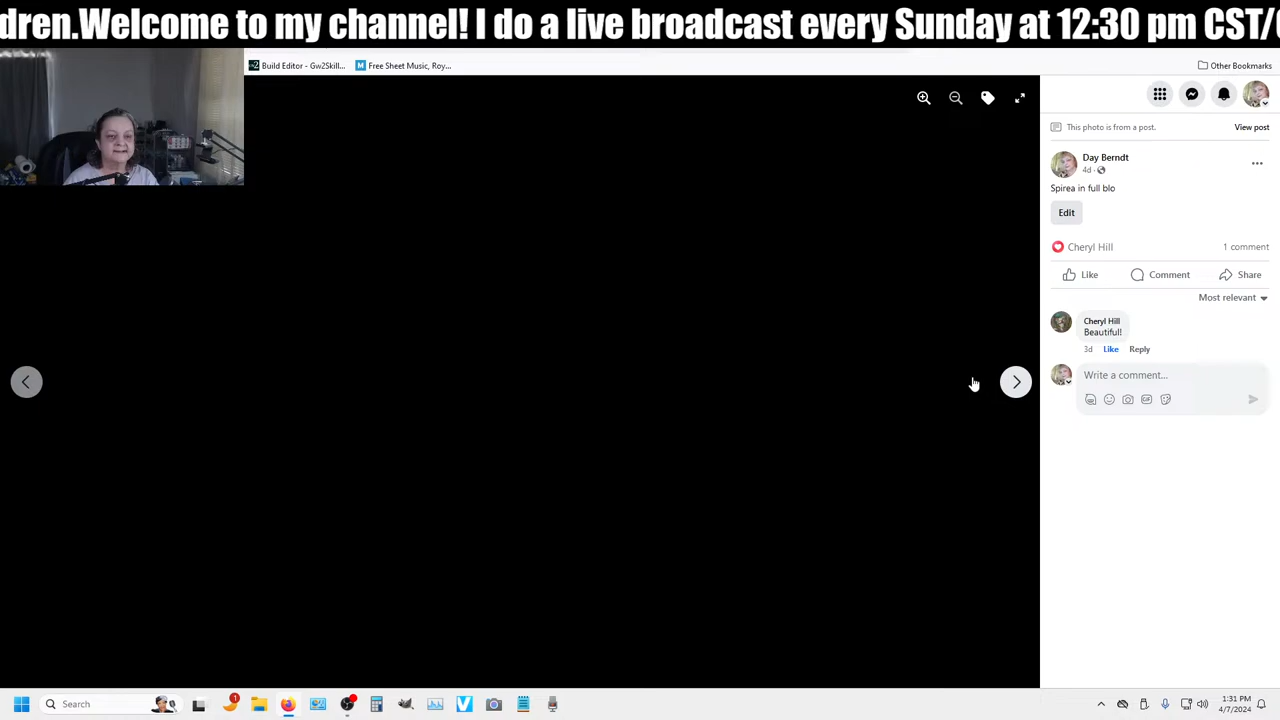 dren.Welcome to my channel! I do a live broadcast every Sunday at 12:30 pm CST/
Build Editor - Gw2Skill... Free Sheet Music, Roy... Other Bookmarks
This photo is from a post. View post
Day Berndt
4d
Spirea in full blo
Edit
Cheryl Hill 1 comment
Like Comment Share
Most relevant
Cheryl Hill
Beautiful!
3d Like Reply
Write a comment...
GIF
Search
1
1:31 PM
4/7/2024